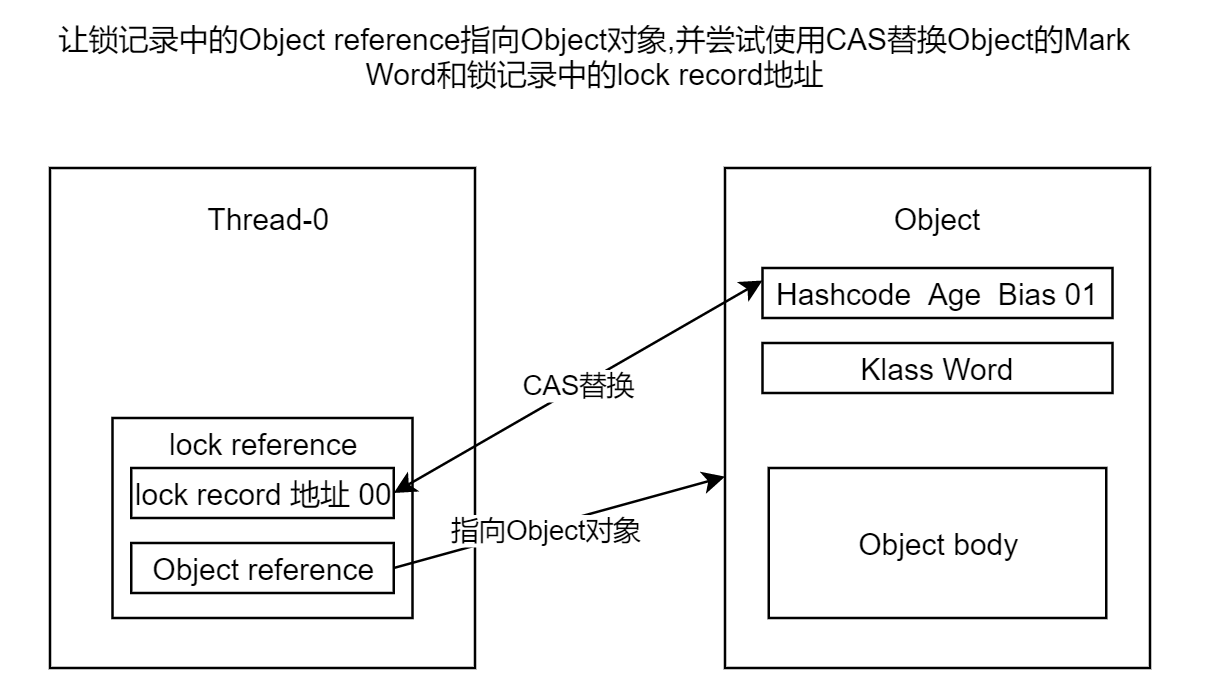 让锁记录中的Object reference指向Object对象,并尝试使用CAS替换Object的Mark
Word和锁记录中的lock record地址
Thread-0
Object
Hashcode Age Bias 01
Klass Word
CAS替换
lock reference
lock record 地址 00
指向Object对象
Object reference
Object body